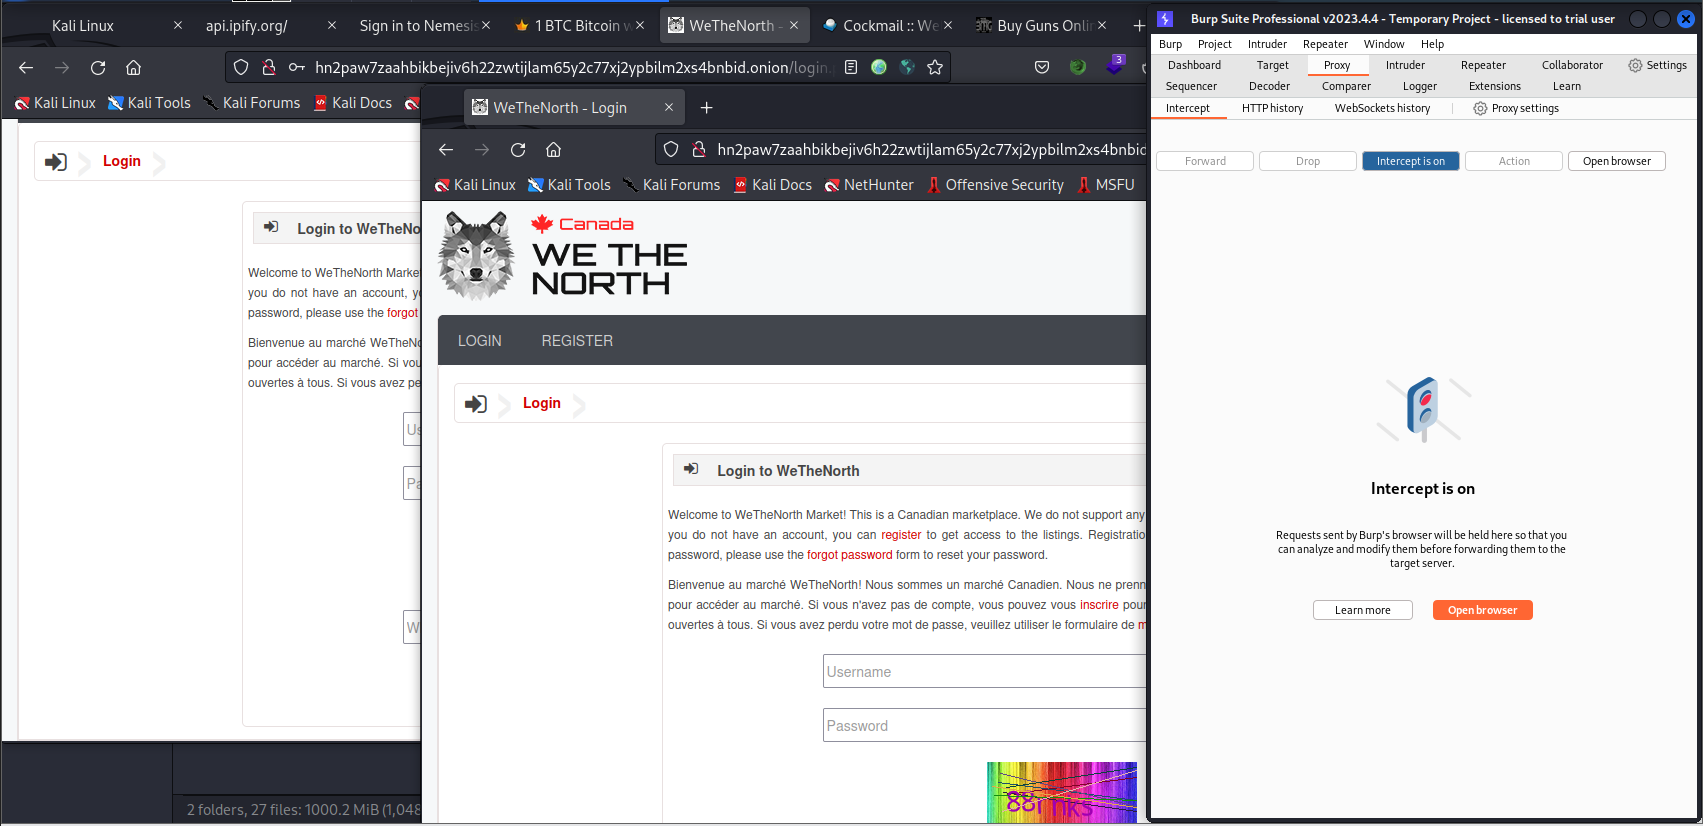 Kali Linux
api.ipify.org/
Sign in to Nemesis
1 BTC Bitcoin w
WeTheNorth -
Cockmail :: We
Buy Guns Onli
hn2paw7zaahbikbejiv6h22zwtijlam65y2c77xj2ypbilm2xs4bnbid.onion/login.
3
Kali Linux
Kali Tools
Kali Forums
Kali Docs
Login
Login to WeTheNo
Welcome to WeTheNorth Market
you do not have an account, y
password, please use the forgot
Bienvenue au marché WeTheNo
pour accéder au marché. Si vou
ouvertes à tous. Si vous avez pe
Us
Pa
W
2 folders, 27 files: 1000.2 MiB (1,048
WeTheNorth - Login
hn2paw7zaahbikbejiv6h22zwtijlam65y2c77xj2ypbilm2xs4bnbid
Kali Linux
Kali Tools
Kali Forums
Kali Docs
NetHunter
Offensive Security
MSFU
Canada
WE THE
NORTH
LOGIN
REGISTER
Login
Login to WeTheNorth
Welcome to WeTheNorth Market! This is a Canadian marketplace. We do not support any
you do not have an account, you can register to get access to the listings. Registratio
password, please use the forgot password form to reset your password.
Bienvenue au marché WeTheNorth! Nous sommes un marché Canadien. Nous ne prenn
pour accéder au marché. Si vous n'avez pas de compte, vous pouvez vous inscrire pour
ouvertes à tous. Si vous avez perdu votre mot de passe, veuillez utiliser le formulaire de m
Username
Password
Burp Suite Professional v2023.4.4 - Temporary Project - licensed to trial user
Burp Project Intruder Repeater Window Help
Dashboard Target Proxy Intruder Repeater Collaborator Settings
Sequencer Decoder Comparer Logger Extensions Learn
Intercept HTTP history WebSockets history Proxy settings
Forward Drop Intercept is on Action Open browser
Intercept is on
Requests sent by Burp's browser will be held here so that you
can analyze and modify them before forwarding them to the
target server.
Learn more Open browser